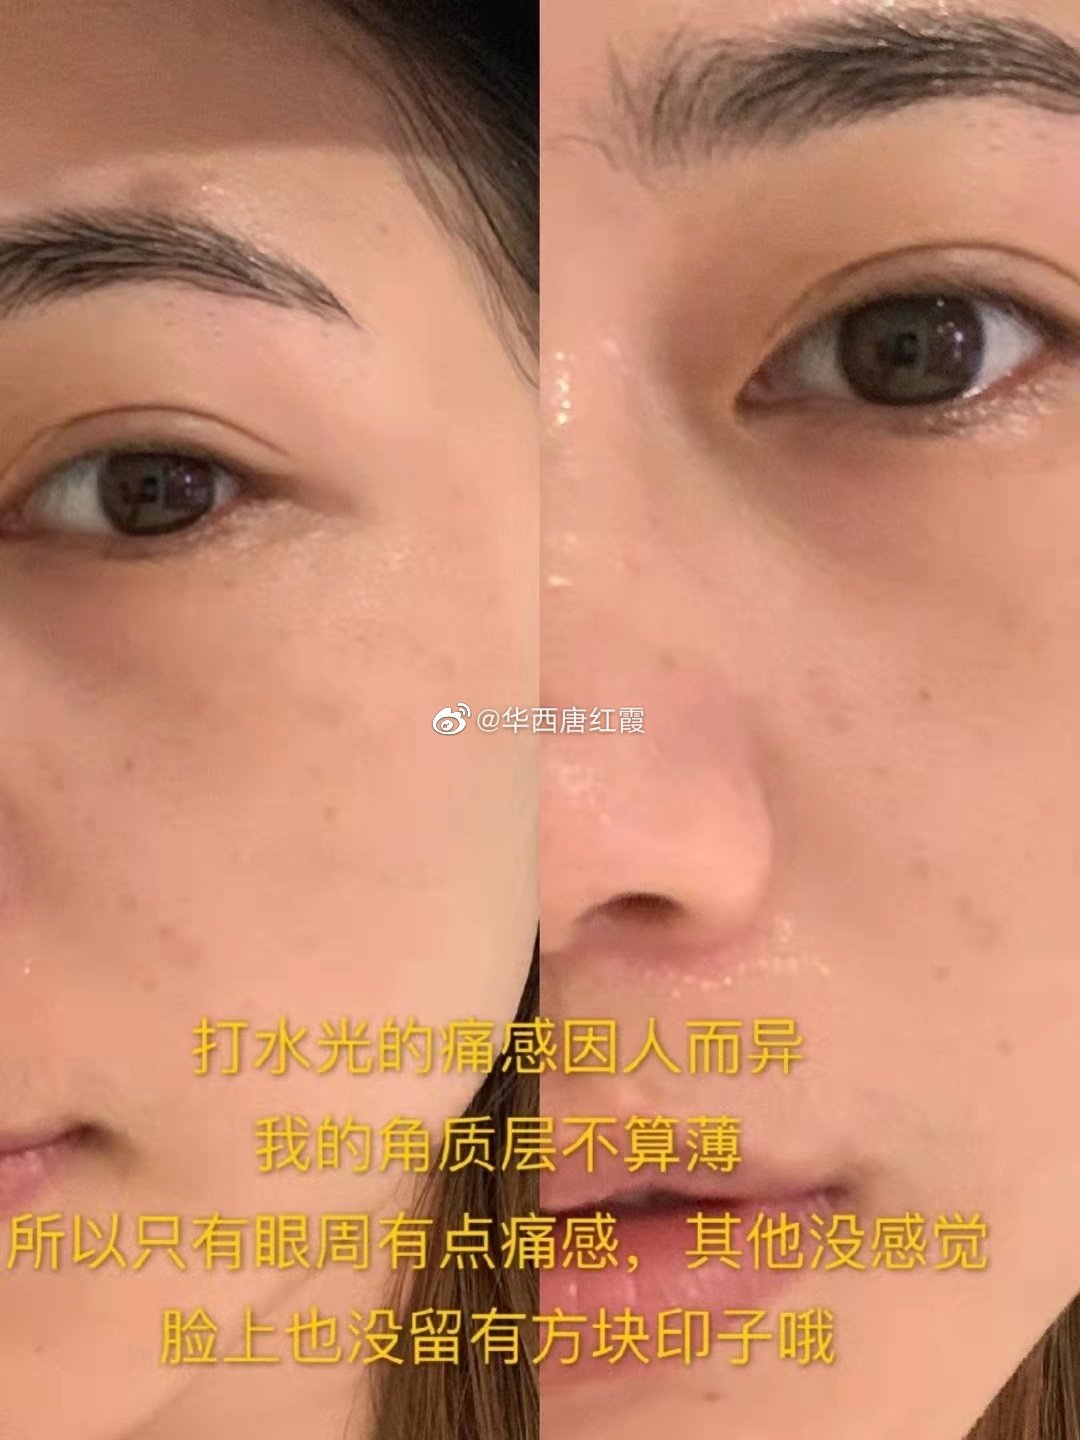 @华西唐红霞
打水光的痛感因人而异
我的角质层不算薄
所以只有眼周有点痛感，其他没感觉
脸上也没留有方块印子哦